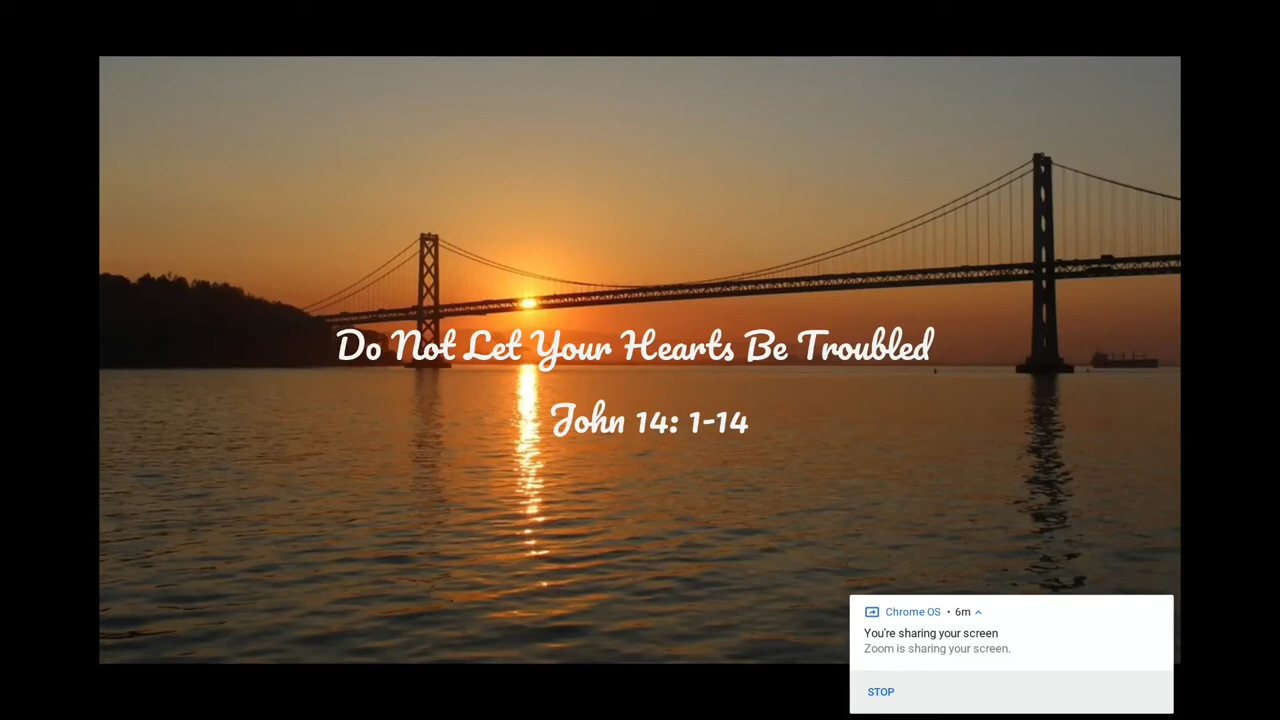 Do Not Let Your Hearts Be Troubled
John 14: 1-14
Chrome OS • 6m
You're sharing your screen
Zoom is sharing your screen.
STOP